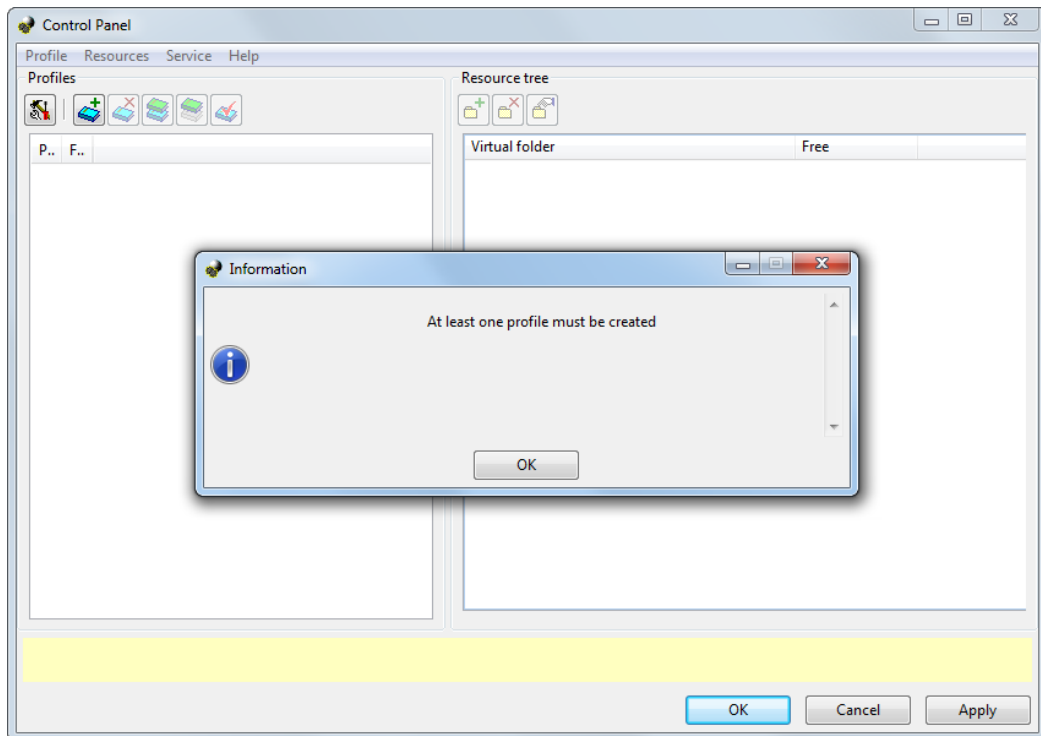 Control Panel
Profile Resources Service Help
Profiles
Resource tree
P.. F..
Virtual folder Free
Information
At least one profile must be created
OK
OK Cancel Apply